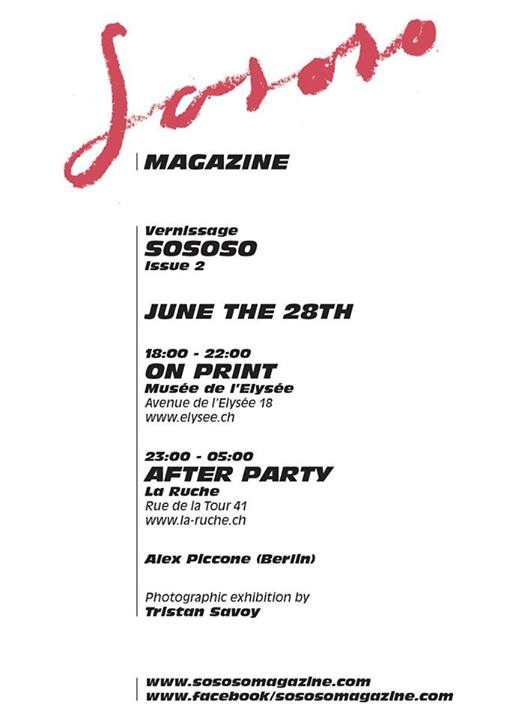 Sososo
MAGAZINE
Vernissage
SOSOSO
Issue 2
JUNE THE 28TH
18:00 - 22:00
ON PRINT
Musée de l'Elysée
Avenue de l'Elysée 18
www.elysee.ch
23:00 - 05:00
AFTER PARTY
La Ruche
Rue de la Tour 41
www.la-ruche.ch
Alex Piccone (Berlin)
Photographic exhibition by
Tristan Savoy
www.sososomagazine.com
www.facebook/sososomagazine.com